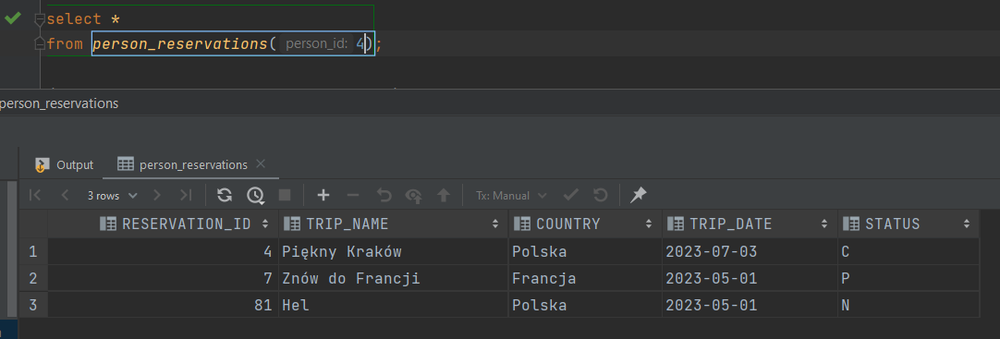 select *
from person_reservations( person_id: 4);
person_reservations
Output person_reservations
3 rows Tx: Manual
RESERVATION_ID TRIP_NAME COUNTRY TRIP_DATE STATUS
1 4 Piękny Kraków Polska 2023-07-03 C
2 7 Znów do Francji Francja 2023-05-01 P
3 81 Hel Polska 2023-05-01 N